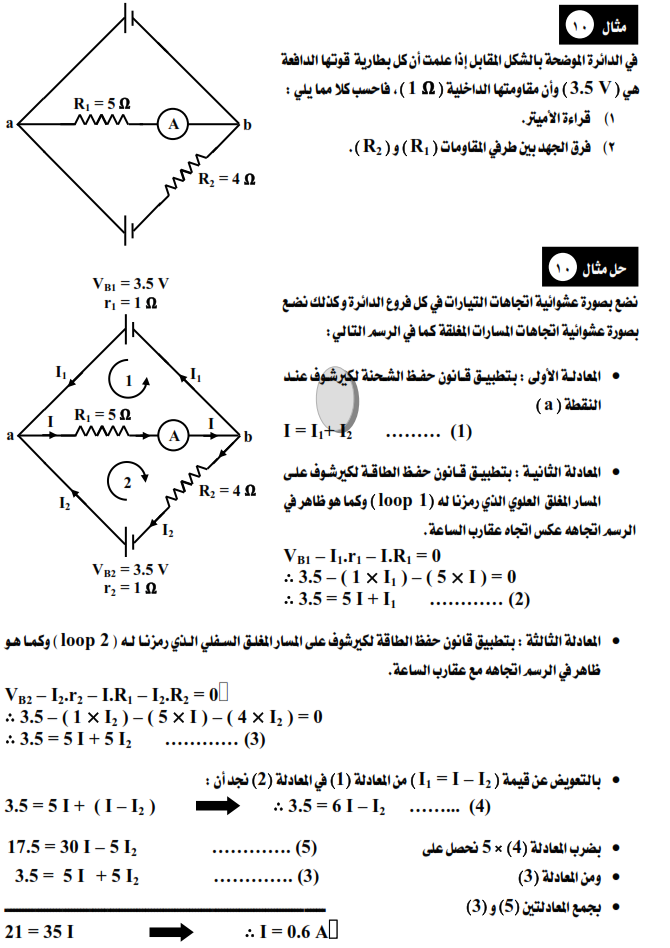 مثال ١٠
في الدائرة الموضحة بالشكل المقابل إذا علمت أن كل بطارية قوتها الدافعة
هي ( 3.5 V ) وأن مقاومتها الداخلية ( 1 Ω ) ، فاحسب كلا مما يلي :
١) قراءة الأميتر.
٢) فرق الجهد بين طرفي المقاومات ( R₁ ) و ( R₂ ) .
R₁ = 5 Ω
A
a
b
R₂ = 4 Ω
حل مثال ١٠
نضع بصورة عشوائية اتجاهات التيارات في كل فروع الدائرة وكذلك نضع
بصورة عشوائية اتجاهات المسارات المغلقة كما في الرسم التالي :
V_B1 = 3.5 V
r₁ = 1 Ω
I₁
1
I₁
I
R₁ = 5 Ω
A
I
a
b
2
R₂ = 4 Ω
I₂
I₂
V_B2 = 3.5 V
r₂ = 1 Ω
• المعادلة الأولى : بتطبيق قانون حفظ الشحنة لكيرشوف عند
النقطة ( a )
I = I₁+ I₂ ……… (1)
• المعادلة الثانية : بتطبيق قانون حفظ الطاقة لكيرشوف على
المسار المغلق العلوي الذي رمزنا له ( loop 1 ) وكما هو ظاهر في
الرسم اتجاهه عكس اتجاه عقارب الساعة.
V_B1 – I₁.r₁ – I.R₁ = 0
∴ 3.5 – ( 1 × I₁ ) – ( 5 × I ) = 0
∴ 3.5 = 5 I + I₁ ………… (2)
• المعادلة الثالثة : بتطبيق قانون حفظ الطاقة لكيرشوف على المسار المغلق السفلي الذي رمزنا له ( loop 2 ) وكما هو
ظاهر في الرسم اتجاهه مع عقارب الساعة.
V_B2 – I₂.r₂ – I.R₁ – I₂.R₂ = 0
∴ 3.5 – ( 1 × I₂ ) – ( 5 × I ) – ( 4 × I₂ ) = 0
∴ 3.5 = 5 I + 5 I₂ ………… (3)
• بالتعويض عن قيمة ( I₁ = I – I₂ ) من المعادلة (1) في المعادلة (2) نجد أن :
3.5 = 5 I + ( I – I₂ ) ➡ ∴ 3.5 = 6 I – I₂ ……... (4)
• بضرب المعادلة (4) × 5 نحصل على 17.5 = 30 I – 5 I₂ …………. (5)
• ومن المعادلة (3) 3.5 = 5 I + 5 I₂ …………. (3)
• بجمع المعادلتين (5) و (3)
21 = 35 I ➡ ∴ I = 0.6 A